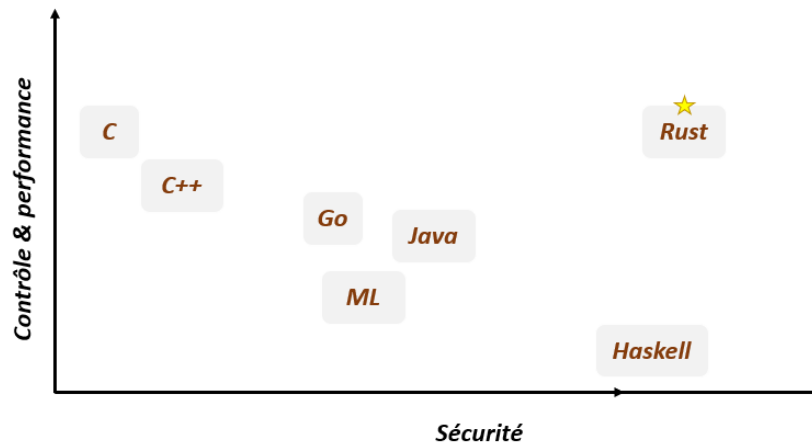 Contrôle & performance
C
Rust
C++
Go
Java
ML
Haskell
Sécurité